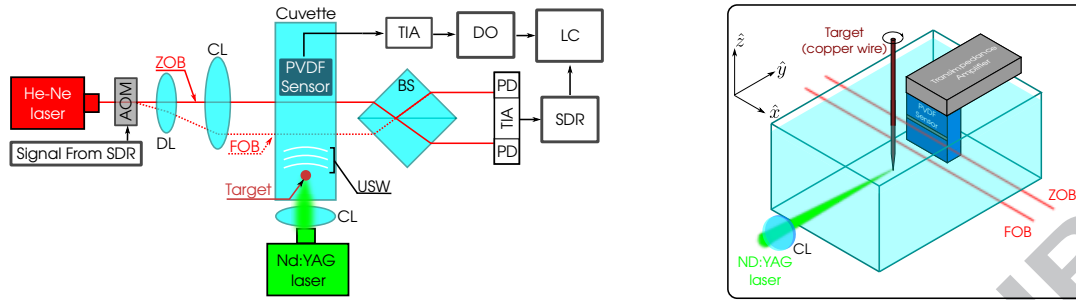 Cuvette
TIA
DO
LC
ZOB
CL
PVDF
Sensor
BS
PD
He-Ne
laser
AOM
TIA
SDR
DL
FOB
Signal From SDR
PD
USW
Target
CL
Nd:YAG
laser
Target
(copper wire)
TransImpedance
Amplifier
ẑ
ŷ
x̂
PVDF
Sensor
ZOB
FOB
CL
ND:YAG
laser